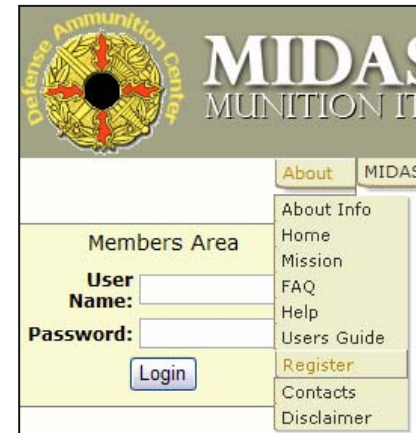 Defense Ammunition Center
MIDAS
MUNITION IT
About MIDAS
About Info
Home
Mission
FAQ
Help
Users Guide
Register
Contacts
Disclaimer
Members Area
User
Name:
Password:
Login